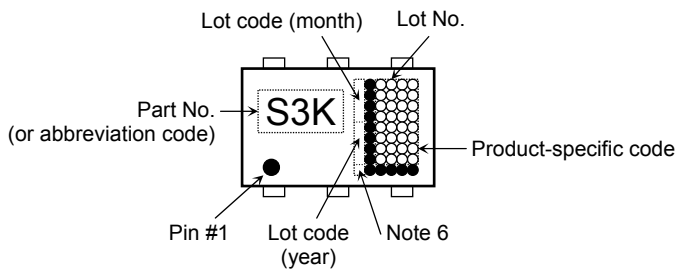 Lot code (month)
Lot No.
Part No.
(or abbreviation code)
S3K
Product-specific code
Pin #1
Lot code
(year)
Note 6